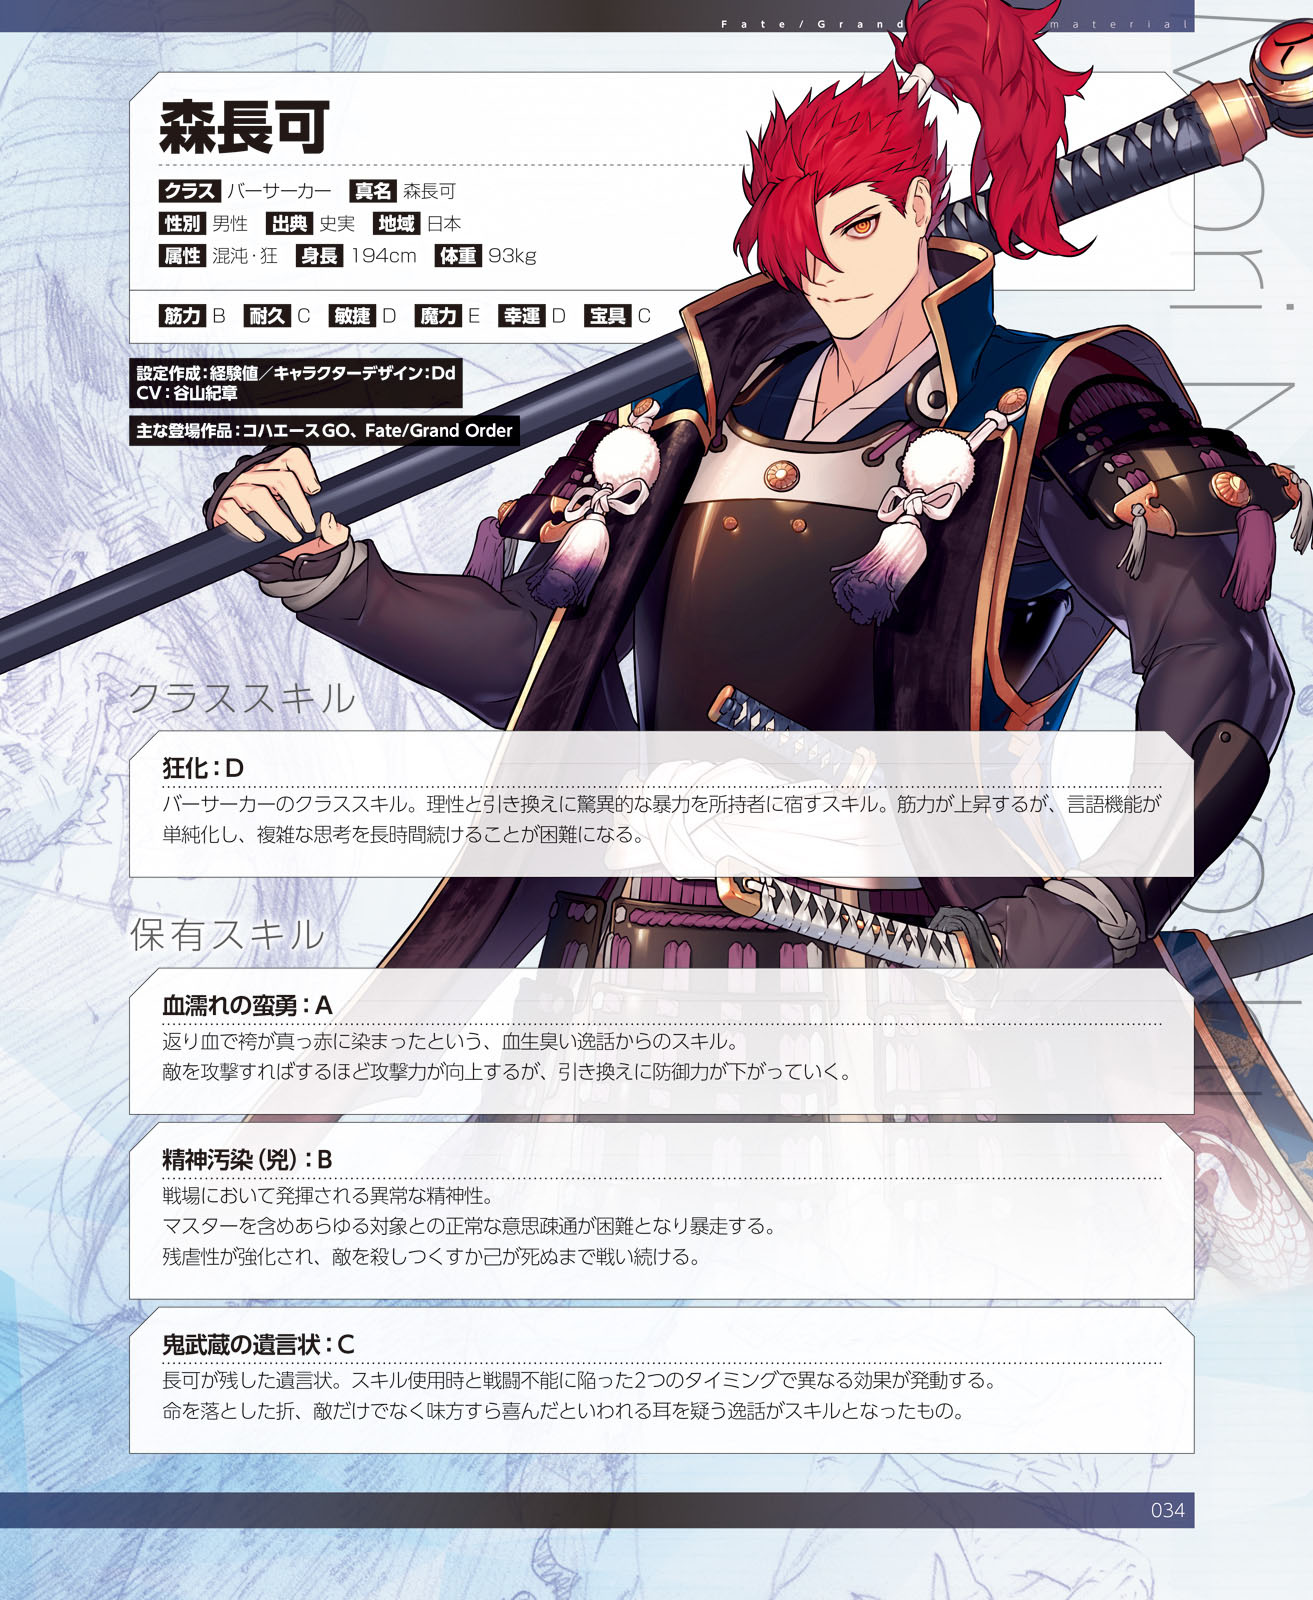 Fate/Grand
material
森長可
クラス バーサーカー 真名 森長可
性別 男性 出典 史実 地域 日本
属性 混沌・狂 身長 194cm 体重 93kg
筋力 B 耐久 C 敏捷 D 魔力 E 幸運 D 宝具 C
設定作成：経験値／キャラクターデザイン：Dd
CV：谷山紀章
主な登場作品：コハエースGO、Fate/Grand Order
クラススキル
狂化：D
バーサーカーのクラススキル。理性と引き換えに驚異的な暴力を所持者に宿すスキル。筋力が上昇するが、言語機能が
単純化し、複雑な思考を長時間続けることが困難になる。
保有スキル
血濡れの蛮勇：A
返り血で袴が真っ赤に染まったという、血生臭い逸話からのスキル。
敵を攻撃すればするほど攻撃力が向上するが、引き換えに防御力が下がっていく。
精神汚染（兇）：B
戦場において発揮される異常な精神性。
マスターを含めあらゆる対象との正常な意思疎通が困難となり暴走する。
残虐性が強化され、敵を殺しつくすか己が死ぬまで戦い続ける。
鬼武蔵の遺言状：C
長可が残した遺言状。スキル使用時と戦闘不能に陥った2つのタイミングで異なる効果が発動する。
命を落とした折、敵だけでなく味方すら喜んだといわれる耳を疑う逸話がスキルとなったもの。
034